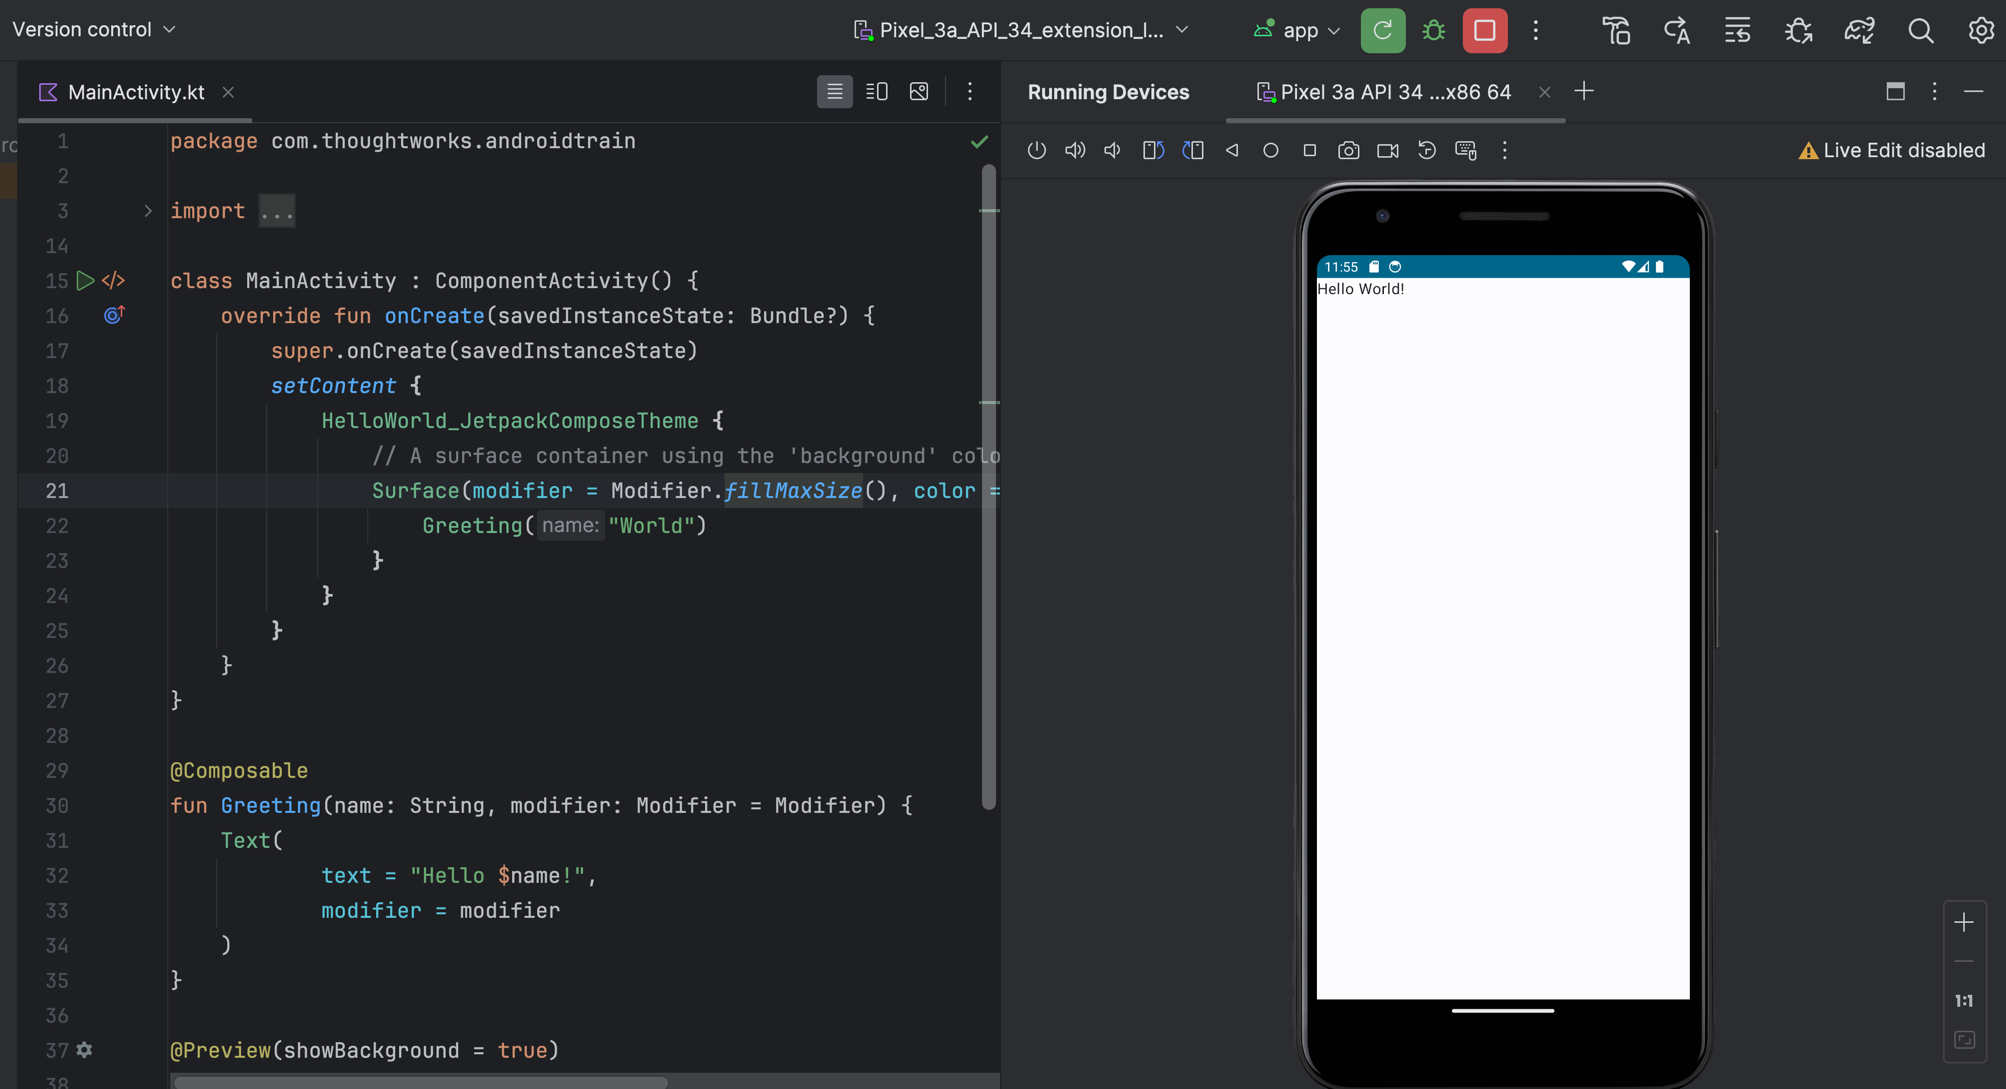 Version control
Pixel_3a_API_34_extension_l...
app
MainActivity.kt
Running Devices
Pixel 3a API 34 ...x86 64
Live Edit disabled
1 package com.thoughtworks.androidtrain
2
3 import ...
14
15 class MainActivity : ComponentActivity() {
16 override fun onCreate(savedInstanceState: Bundle?) {
17 super.onCreate(savedInstanceState)
18 setContent {
19 HelloWorld_JetpackComposeTheme {
20 // A surface container using the 'background' colo
21 Surface(modifier = Modifier.fillMaxSize(), color =
22 Greeting( name: "World")
23 }
24 }
25 }
26 }
27 }
28
29 @Composable
30 fun Greeting(name: String, modifier: Modifier = Modifier) {
31 Text(
32 text = "Hello $name!",
33 modifier = modifier
34 )
35 }
36
37 @Preview(showBackground = true)
38
11:55
Hello World!
1:1